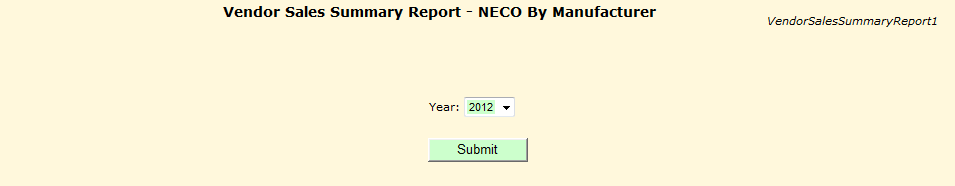 Vendor Sales Summary Report - NECO By Manufacturer
VendorSalesSummaryReport1
Year: 2012
Submit